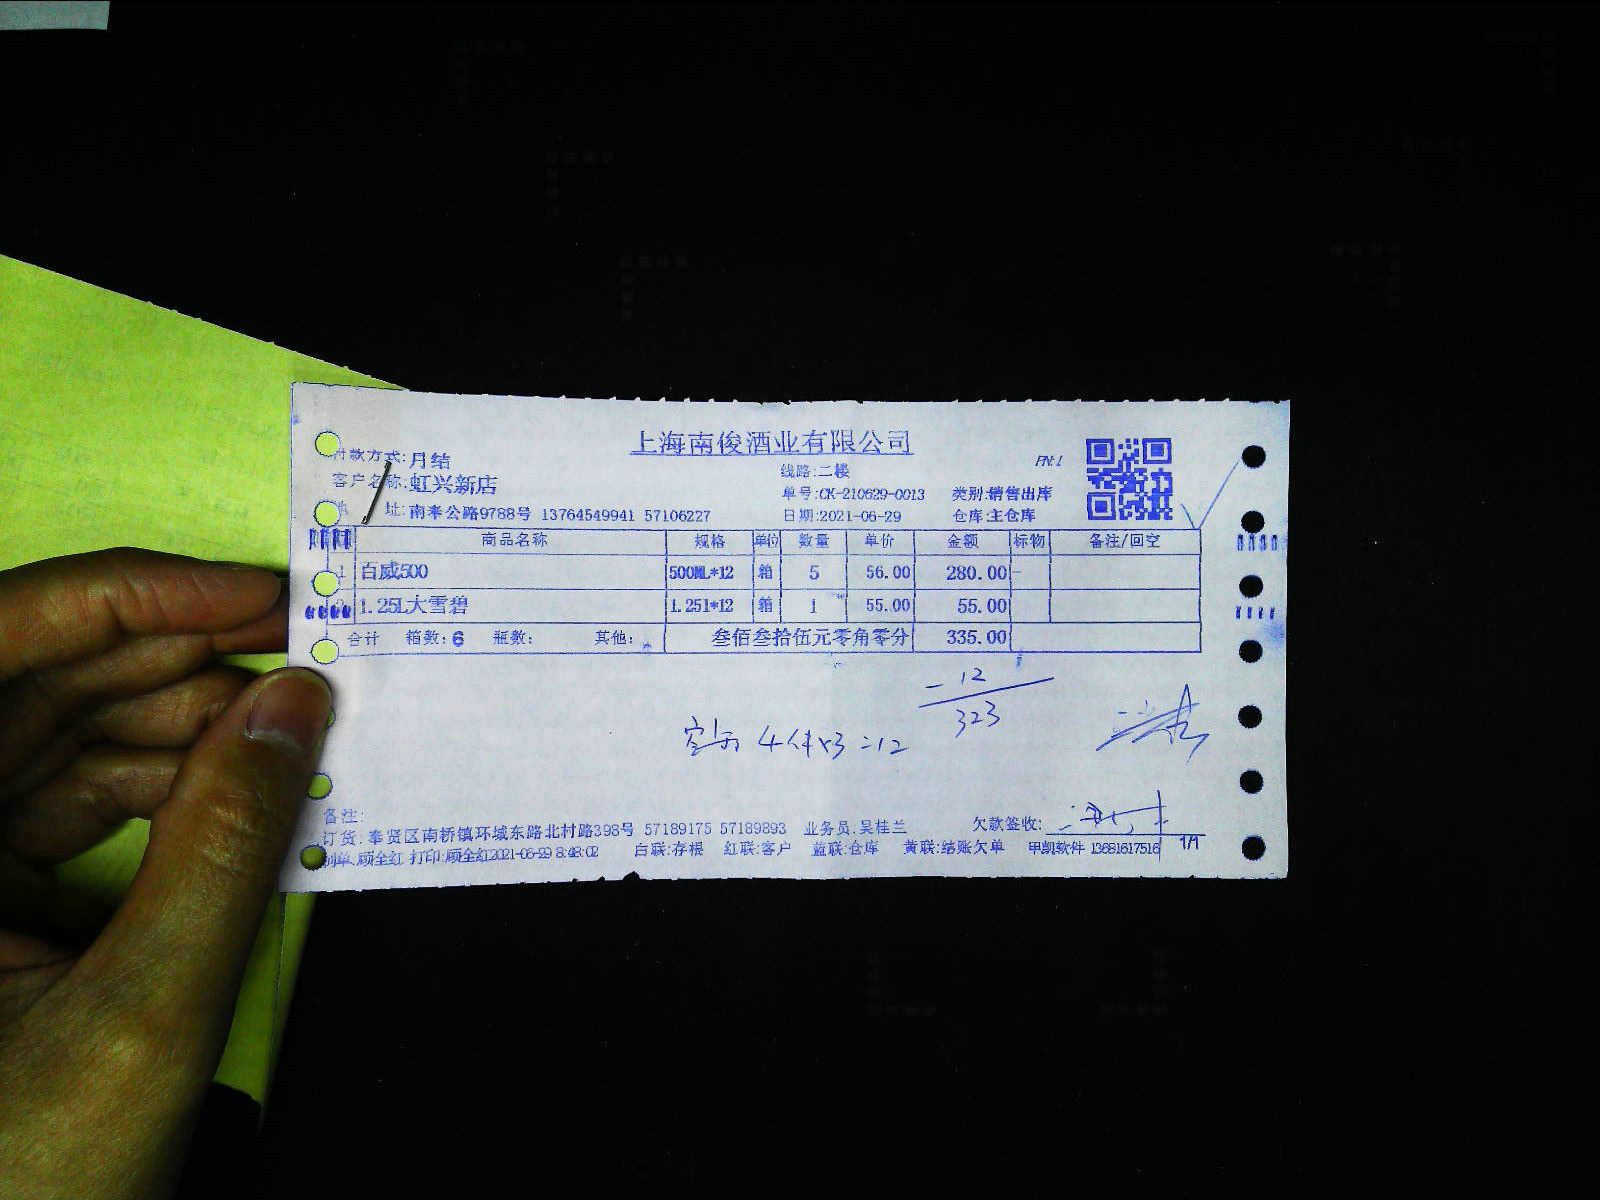 上海南俊酒业有限公司
付款方式:月结 线路:二楼 FN:1
客户名称:虹兴新店 单号:CK-210629-0013 类别:销售出库
址:南奉公路9788号 13764549941 57106227 日期:2021-06-29 仓库:主仓库
商品名称 规格 单位 数量 单价 金额 标物 备注/回空
1 百威500 500ML*12 箱 5 56.00 280.00 -
1.25L大雪碧 1.25l*12 箱 1 55.00 55.00
合计 箱数:6 瓶数: 其他: 叁佰叁拾伍元零角零分 335.00
- 12
323
4件x3=12
备注:
订货:奉贤区南桥镇环城东路北村路398号 57189175 57189893 业务员:吴桂兰 欠款签收:
制单:顾全红 打印:顾全红2021-06-29 8:48:02 白联:存根 红联:客户 蓝联:仓库 黄联:结账欠单 甲凯软件 13681617516 1/1